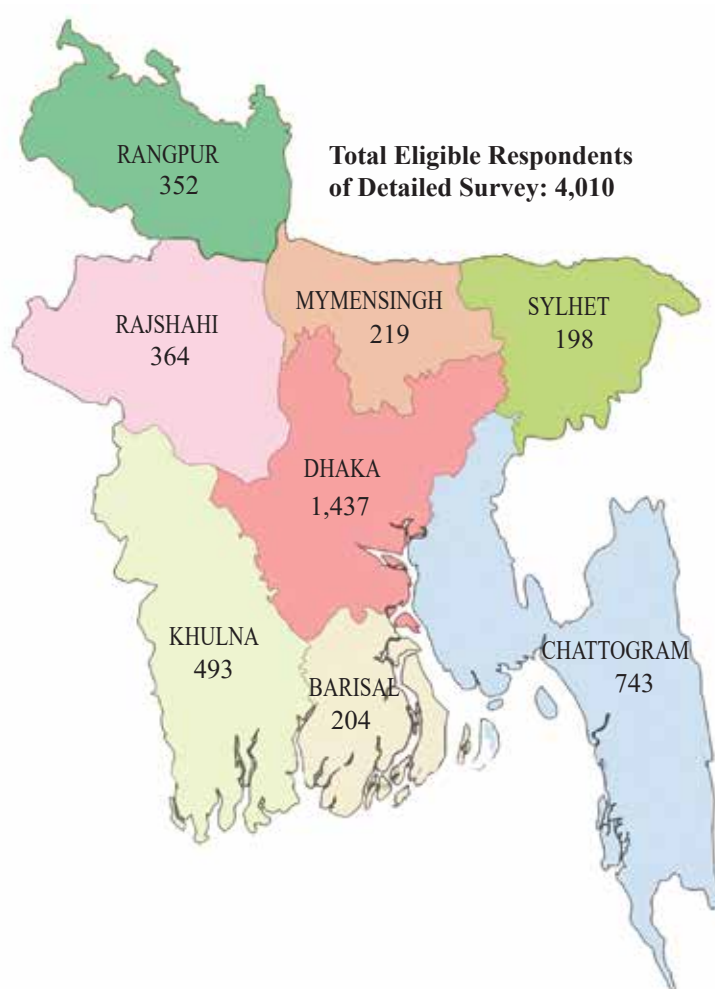 RANGPUR
352
Total Eligible Respondents
of Detailed Survey: 4,010
MYMENSINGH
219
SYLHET
198
RAJSHAHI
364
DHAKA
1,437
KHULNA
493
BARISAL
204
CHATTOGRAM
743